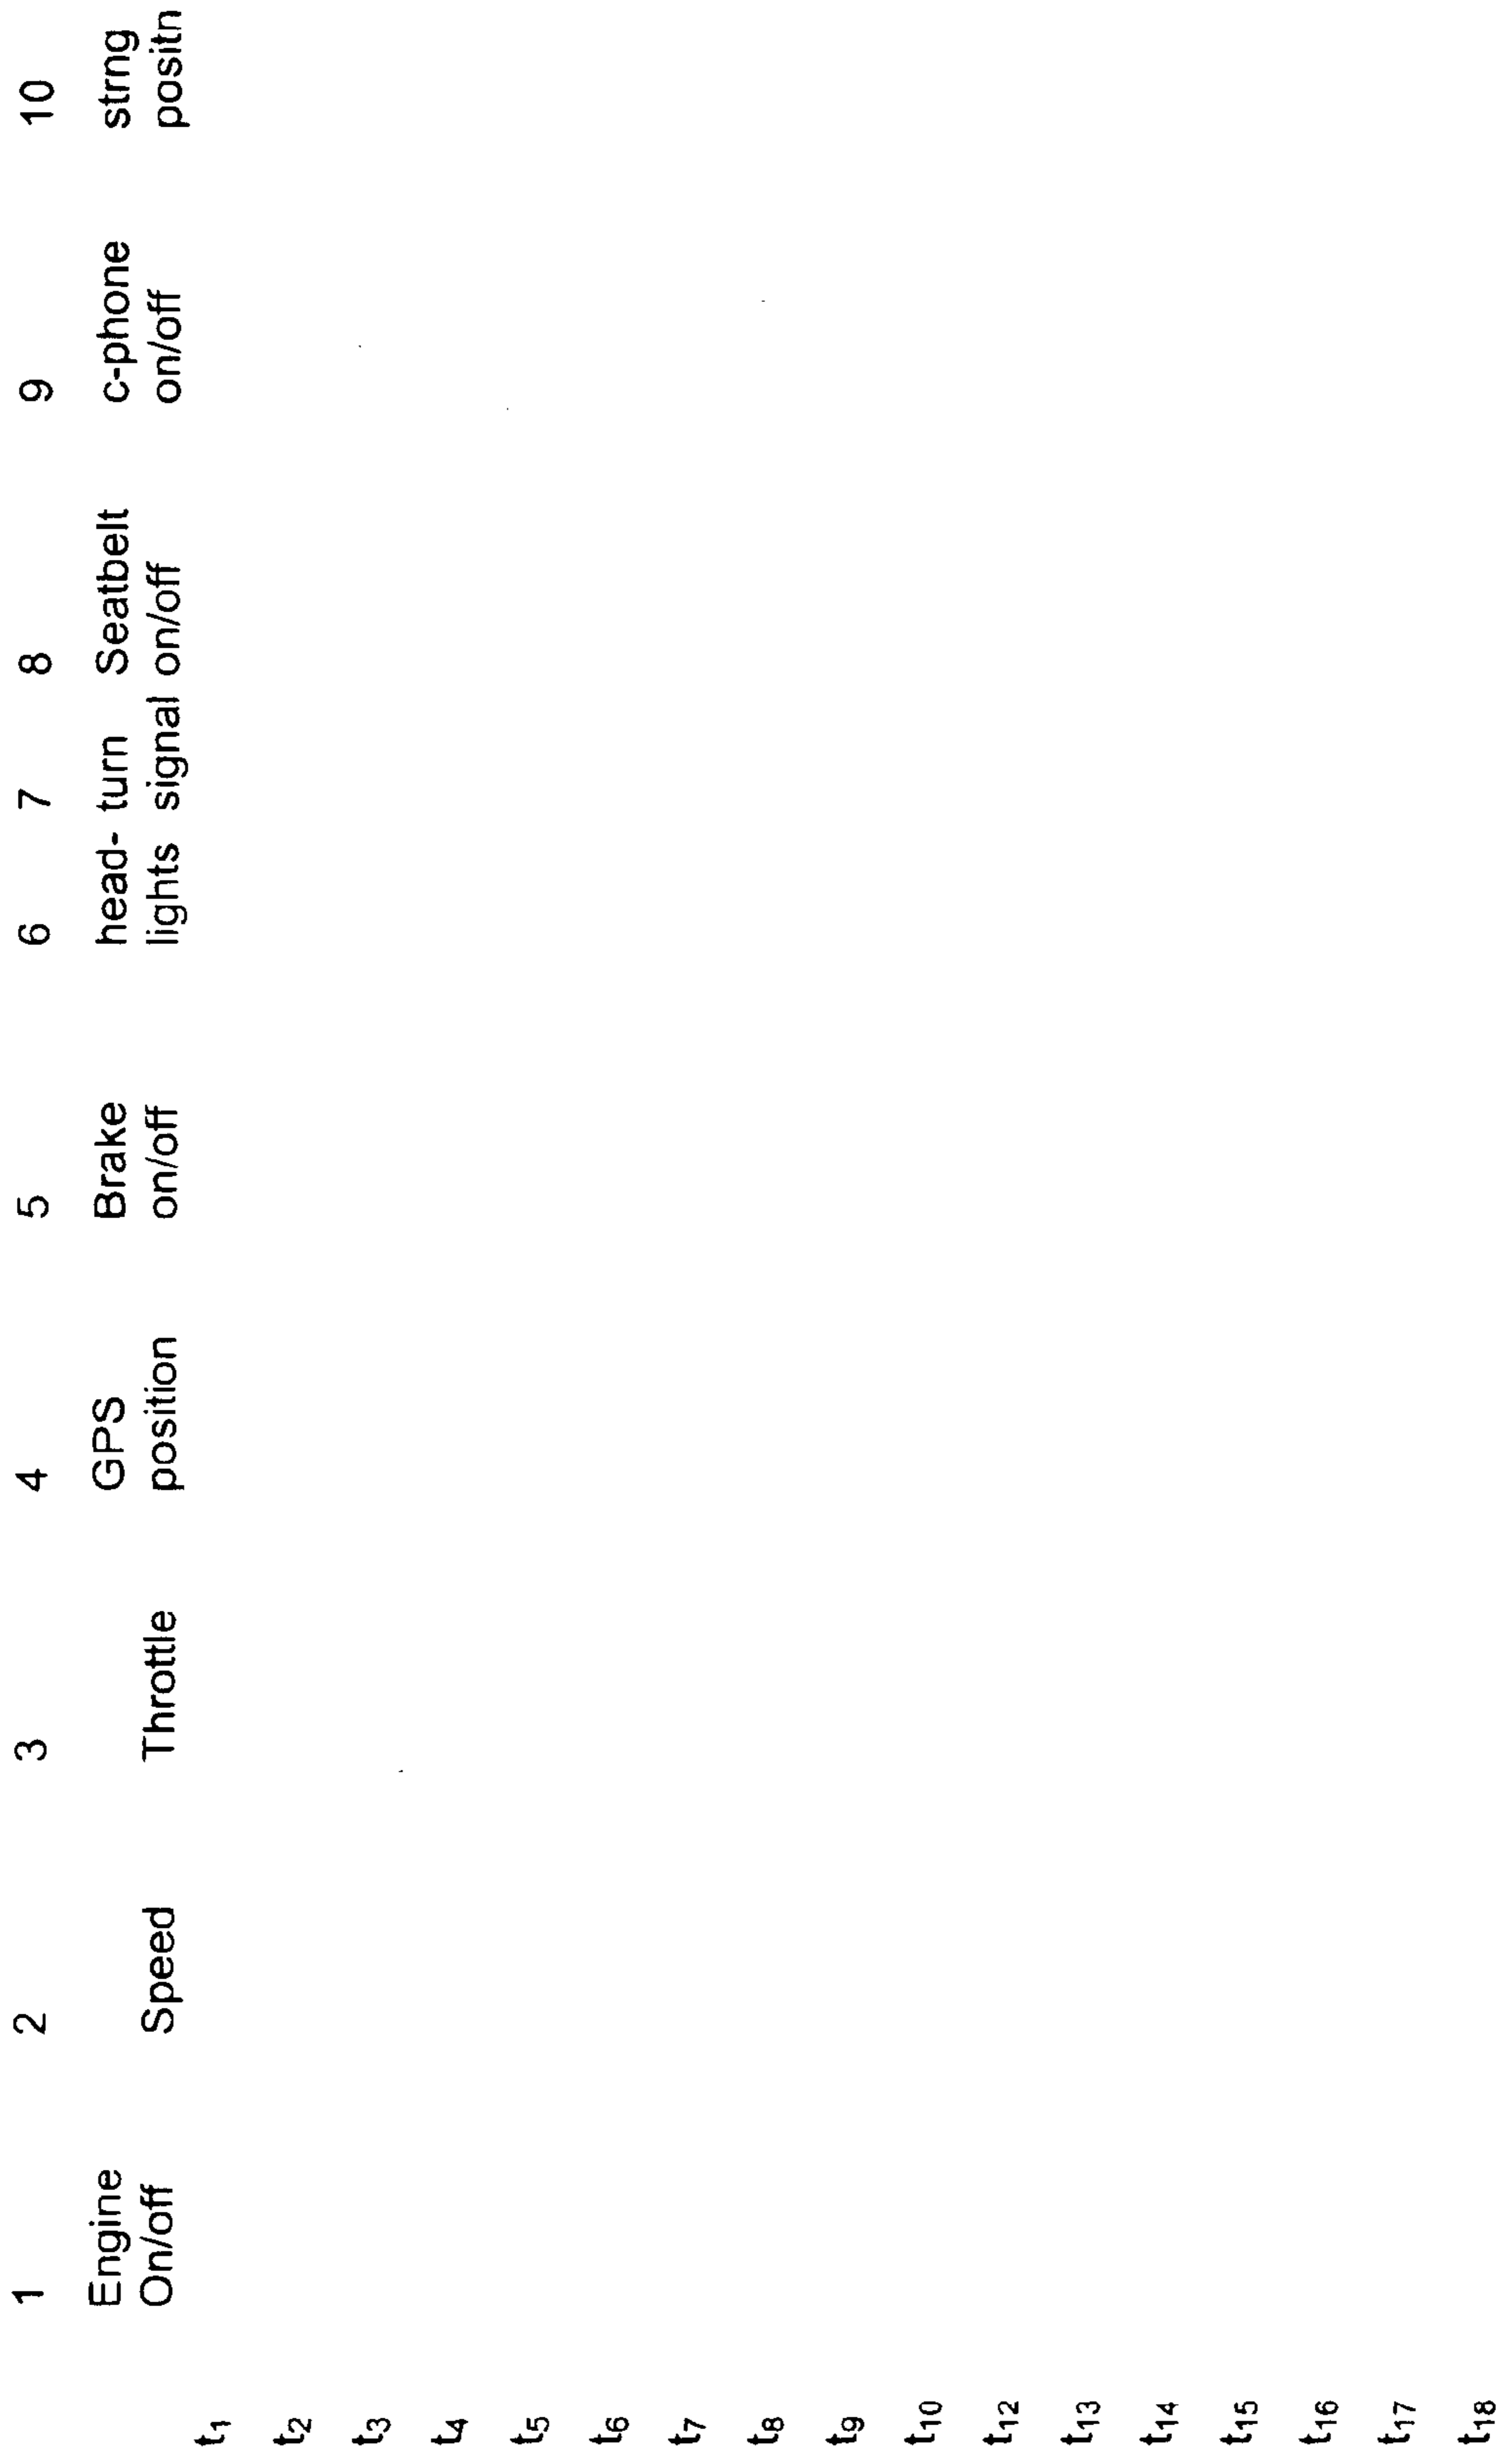 1 2 3 4 5 6 7 8 9 10
Engine GPS Brake head- turn Seatbelt c-phone strng
On/off Speed Throttle position on/off lights signal on/off on/off positn
t1
t2
t3
t4
t5
t6
t7
t8
t9
t10
t12
t13
t14
t15
t16
t17
t18